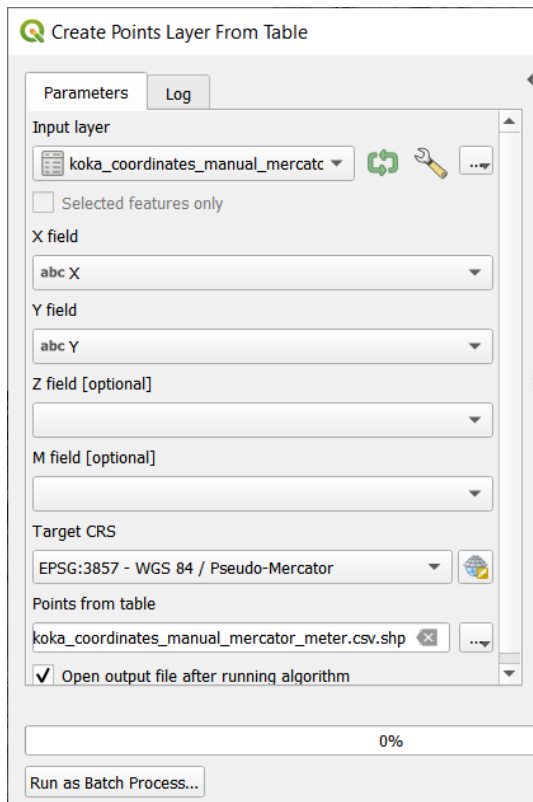 Create Points Layer From Table
Parameters
Log
Input layer
koka_coordinates_manual_mercatc
...
Selected features only
X field
abc X
Y field
abc Y
Z field [optional]
M field [optional]
Target CRS
EPSG:3857 - WGS 84 / Pseudo-Mercator
Points from table
koka_coordinates_manual_mercator_meter.csv.shp
...
Open output file after running algorithm
0%
Run as Batch Process...